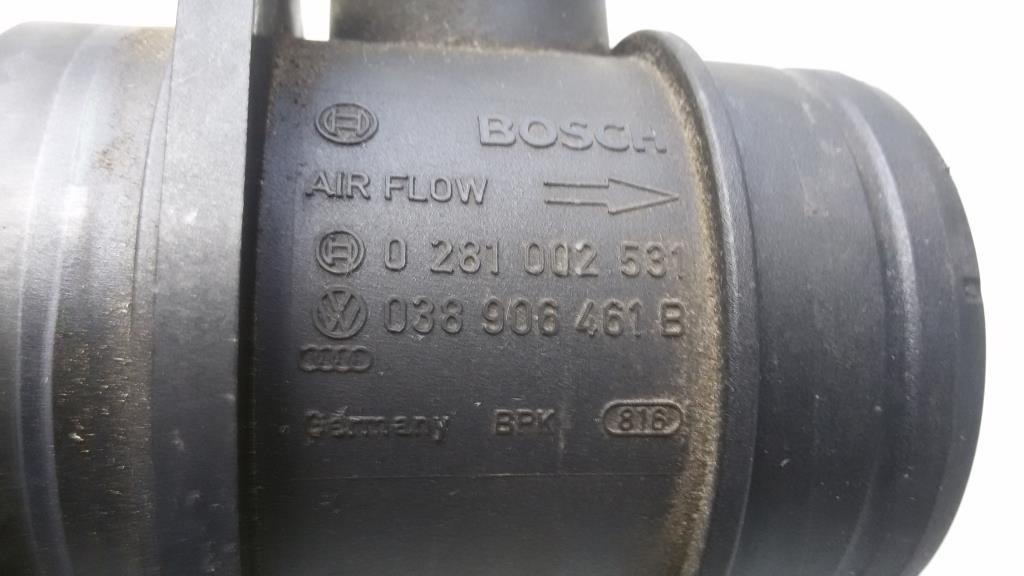 BOSCH
AIR FLOW
0 281 002 531
038 906 461 B
Germany BPK 816